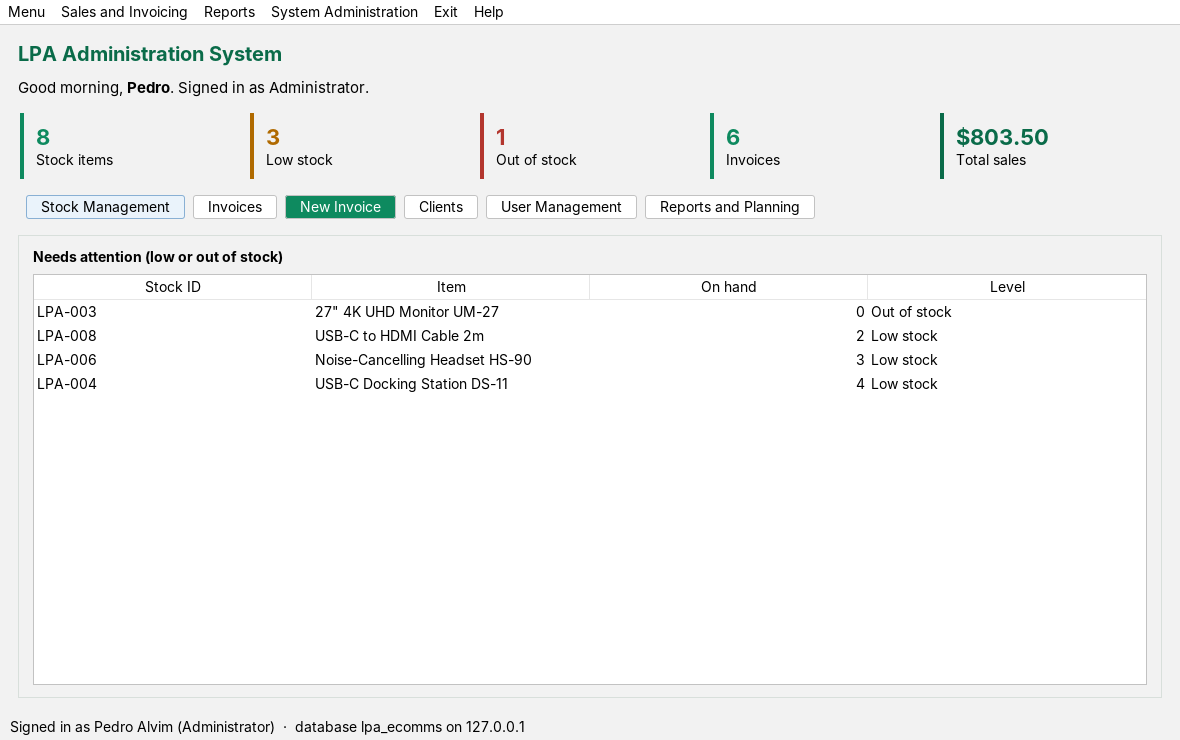 Menu Sales and Invoicing Reports System Administration Exit Help
LPA Administration System
Good morning, Pedro. Signed in as Administrator.
8 3 1 6 $803.50
Stock items Low stock Out of stock Invoices Total sales
Stock Management Invoices New Invoice Clients User Management Reports and Planning
Needs attention (low or out of stock)
Stock ID Item On hand Level
LPA-003 27" 4K UHD Monitor UM-27 0 Out of stock
LPA-008 USB-C to HDMI Cable 2m 2 Low stock
LPA-006 Noise-Cancelling Headset HS-90 3 Low stock
LPA-004 USB-C Docking Station DS-11 4 Low stock
Signed in as Pedro Alvim (Administrator) · database lpa_ecomms on 127.0.0.1